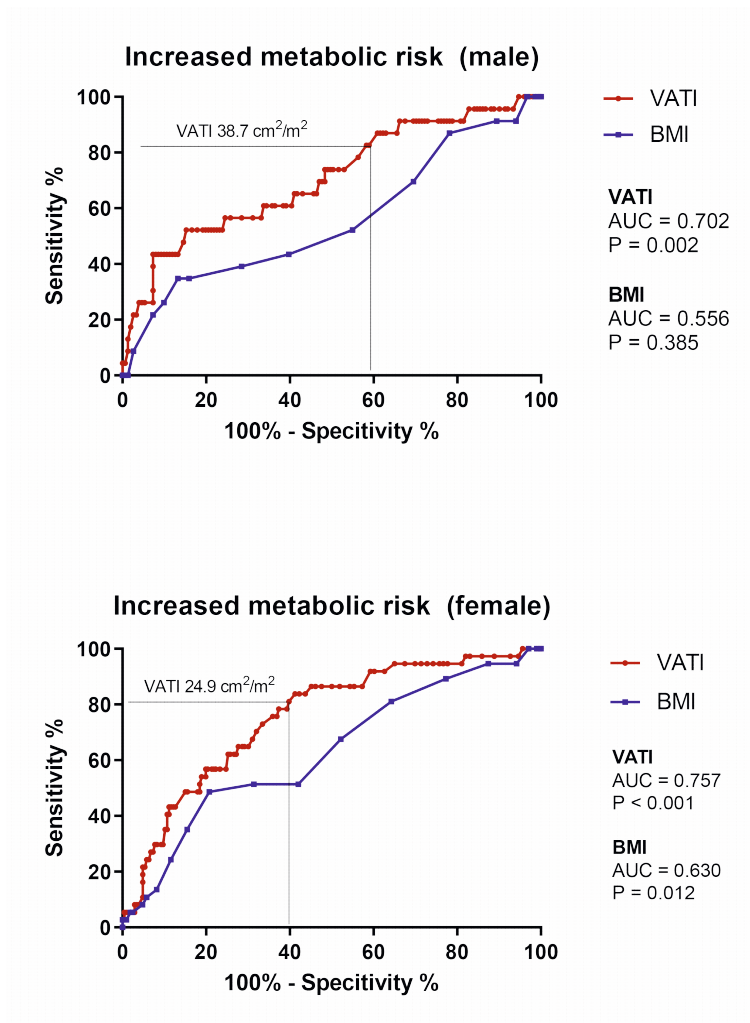 Increased metabolic risk (male)
100
80
60
40
20
0
Sensitivity %
VATI 38.7 cm²/m²
0 20 40 60 80 100
100% - Specitivity %
VATI
BMI
VATI
AUC = 0.702
P = 0.002
BMI
AUC = 0.556
P = 0.385
Increased metabolic risk (female)
100
80
60
40
20
0
Sensitivity %
VATI 24.9 cm²/m²
0 20 40 60 80 100
100% - Specitivity %
VATI
BMI
VATI
AUC = 0.757
P < 0.001
BMI
AUC = 0.630
P = 0.012